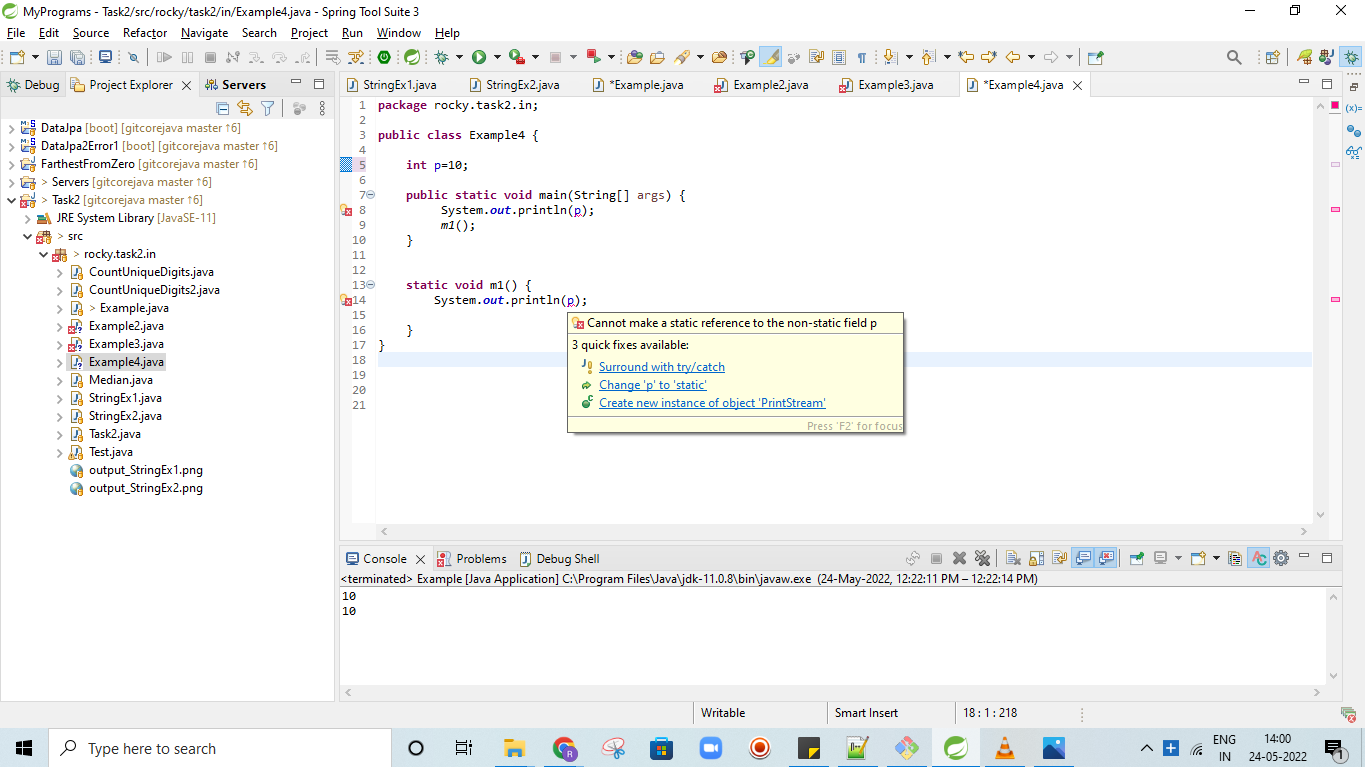 MyPrograms - Task2/src/rocky/task2/in/Example4.java - Spring Tool Suite 3
File Edit Source Refactor Navigate Search Project Run Window Help
Debug Project Explorer Servers
StringEx1.java StringEx2.java *Example.java Example2.java Example3.java *Example4.java
DataJpa [boot] [gitcorejava master ↑6]
DataJpa2Error1 [boot] [gitcorejava master ↑6]
FarthestFromZero [gitcorejava master ↑6]
> Servers [gitcorejava master ↑6]
> Task2 [gitcorejava master ↑6]
JRE System Library [JavaSE-11]
> src
> rocky.task2.in
CountUniqueDigits.java
CountUniqueDigits2.java
> Example.java
Example2.java
Example3.java
Example4.java
Median.java
StringEx1.java
StringEx2.java
Task2.java
Test.java
output_StringEx1.png
output_StringEx2.png
1 package rocky.task2.in;
2
3 public class Example4 {
4
5 int p=10;
6
7 public static void main(String[] args) {
8 System.out.println(p);
9 m1();
10 }
11
12
13 static void m1() {
14 System.out.println(p);
15
16 }
17 }
18
19
20
21
Cannot make a static reference to the non-static field p
3 quick fixes available:
Surround with try/catch
Change 'p' to 'static'
Create new instance of object 'PrintStream'
Press 'F2' for focus
Console Problems Debug Shell
<terminated> Example [Java Application] C:\Program Files\Java\jdk-11.0.8\bin\javaw.exe (24-May-2022, 12:22:11 PM – 12:22:14 PM)
10
10
Writable Smart Insert 18 : 1 : 218
Type here to search
ENG
IN
14:00
24-05-2022
1